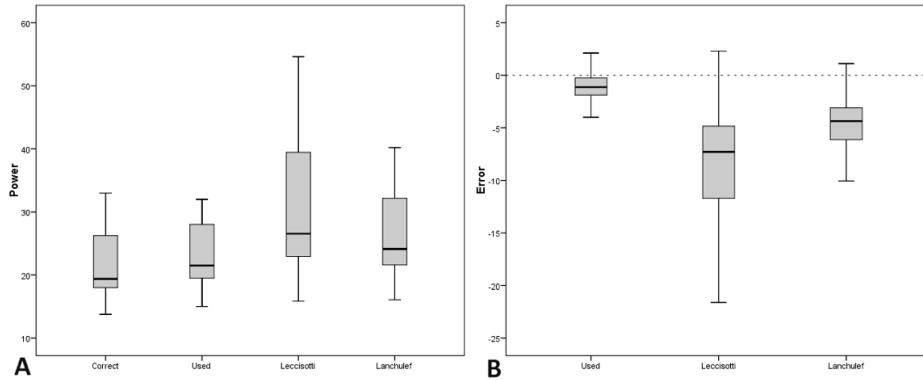 60
50
40
30
20
10
Power
Correct Used Leccisotti Lanchulef
A
5
0
-5
-10
-15
-20
-25
Error
Used Leccisotti Lanchulef
B